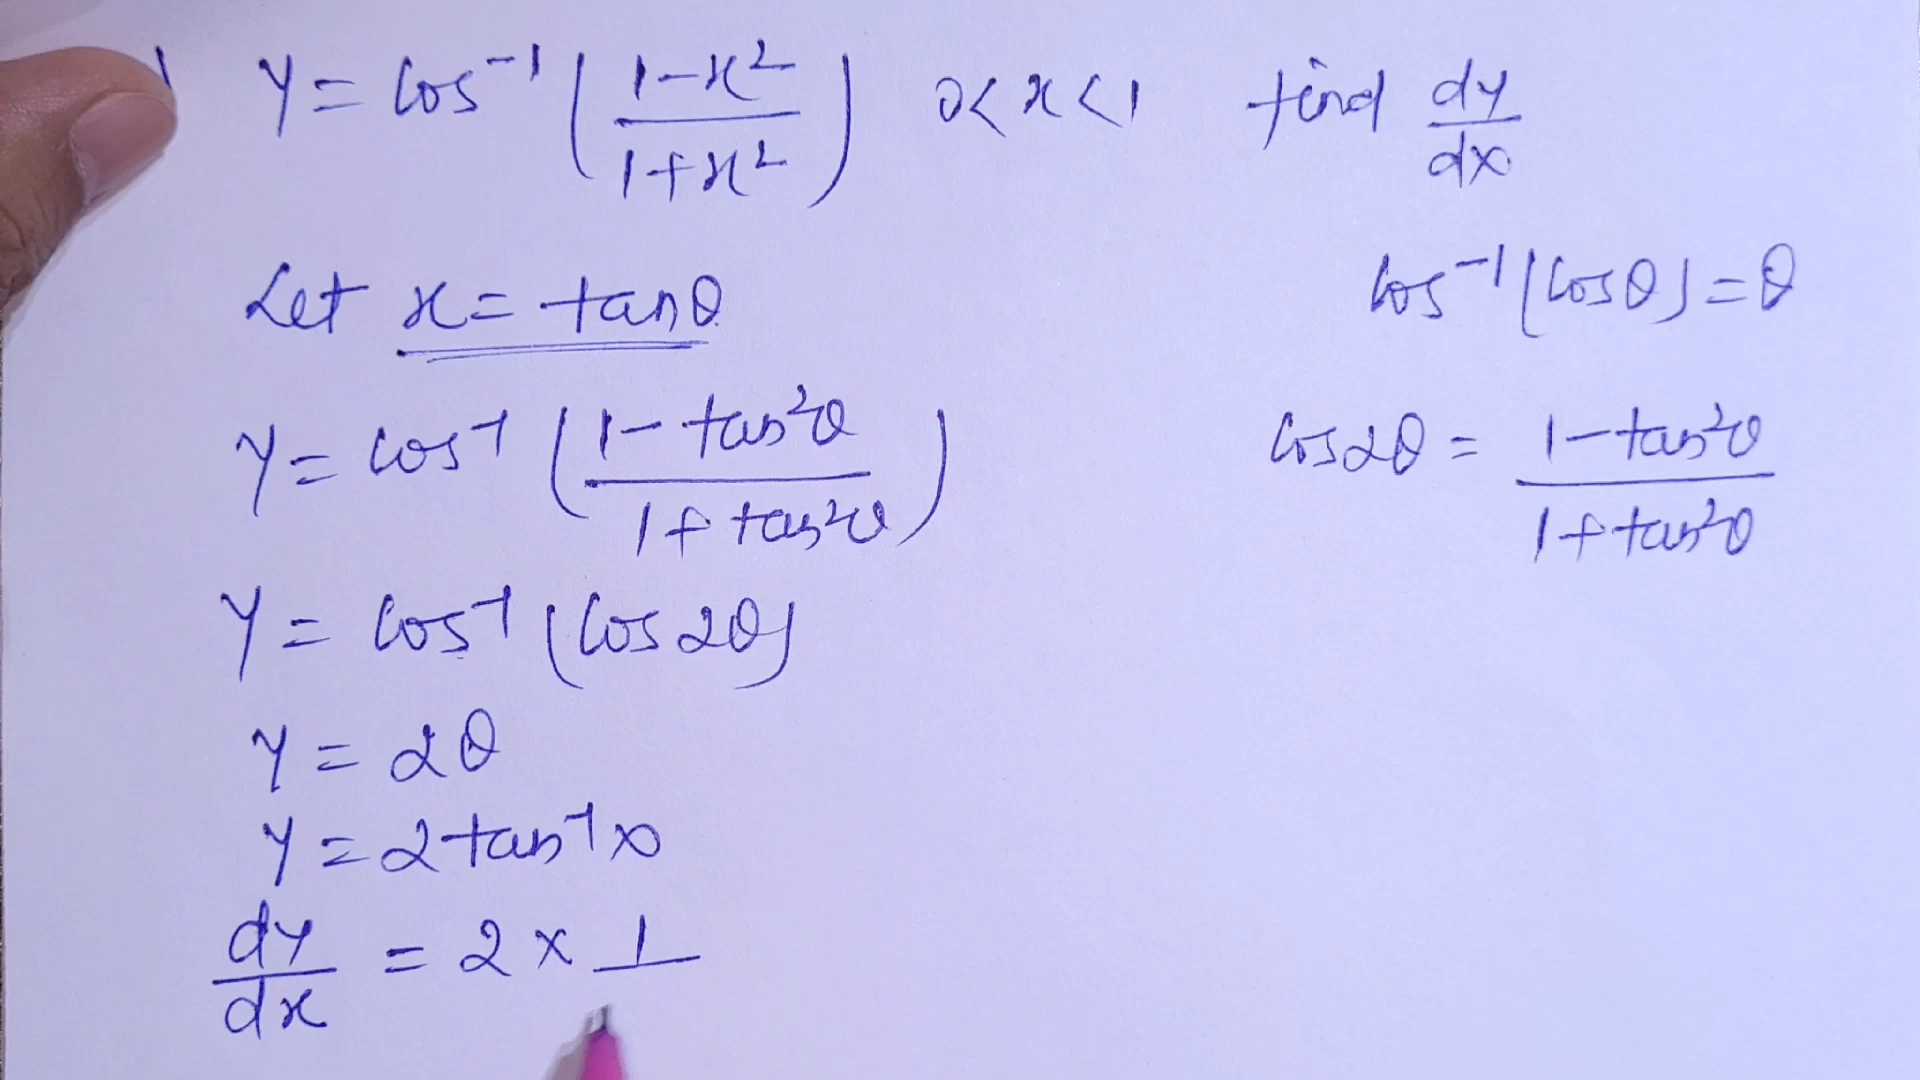 y = cos⁻¹ ( (1-x²)/(1+x²) ) 0<x<1 find dy/dx
Let x = tanθ
cos⁻¹(cosθ) = θ
y = cos⁻¹ ( (1-tan²θ)/(1+tan²θ) )
cos2θ = (1-tan²θ)/(1+tan²θ)
y = cos⁻¹(cos2θ)
y = 2θ
y = 2tan⁻¹x
dy/dx = 2 × 1/